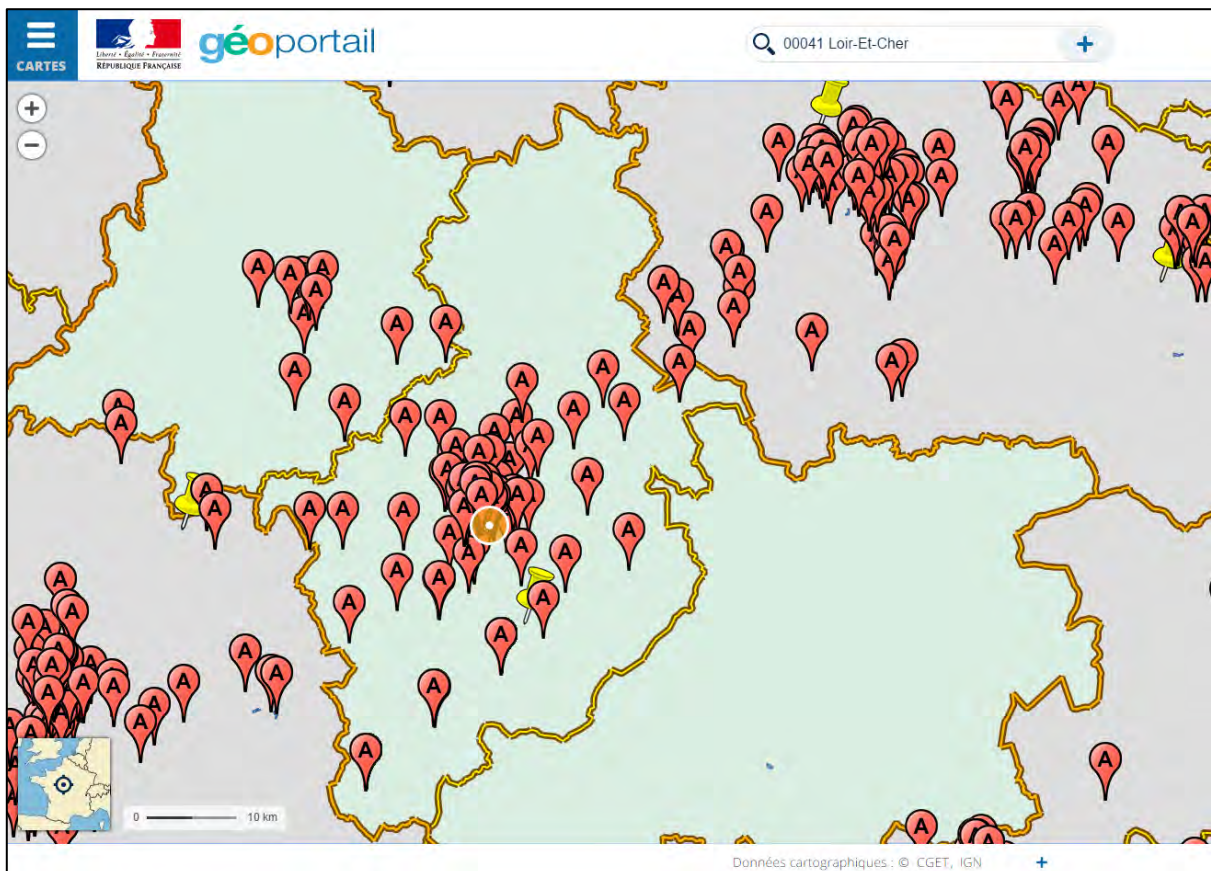 CARTES
Liberté • Égalité • Fraternité
RÉPUBLIQUE FRANÇAISE
géoportail
00041 Loir-Et-Cher
+
+
−
A
0 10 km
Données cartographiques : © CGET, IGN +